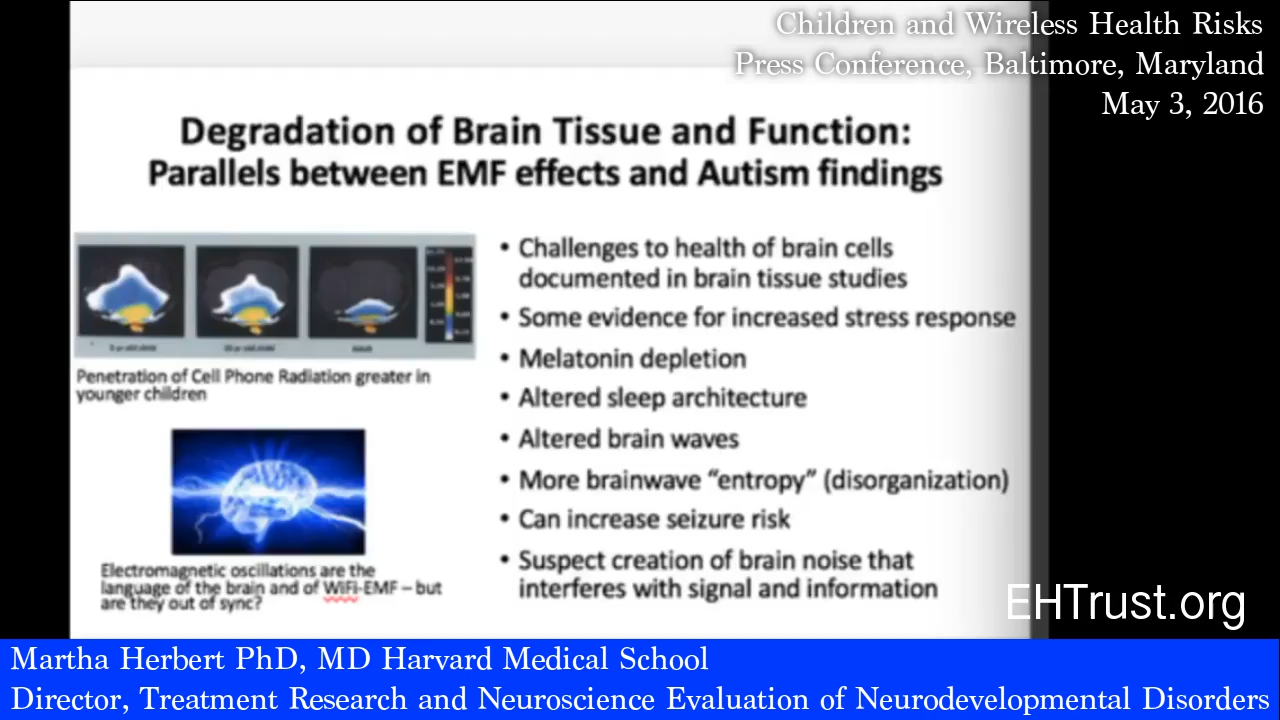 Children and Wireless Health Risks
Press Conference, Baltimore, Maryland
May 3, 2016
Degradation of Brain Tissue and Function:
Parallels between EMF effects and Autism findings
Penetration of Cell Phone Radiation greater in
younger children
Electromagnetic oscillations are the
language of the brain and of WiFi-EMF – but
are they out of sync?
• Challenges to health of brain cells
documented in brain tissue studies
• Some evidence for increased stress response
• Melatonin depletion
• Altered sleep architecture
• Altered brain waves
• More brainwave “entropy” (disorganization)
• Can increase seizure risk
• Suspect creation of brain noise that
interferes with signal and information
EHTrust.org
Martha Herbert PhD, MD Harvard Medical School
Director, Treatment Research and Neuroscience Evaluation of Neurodevelopmental Disorders